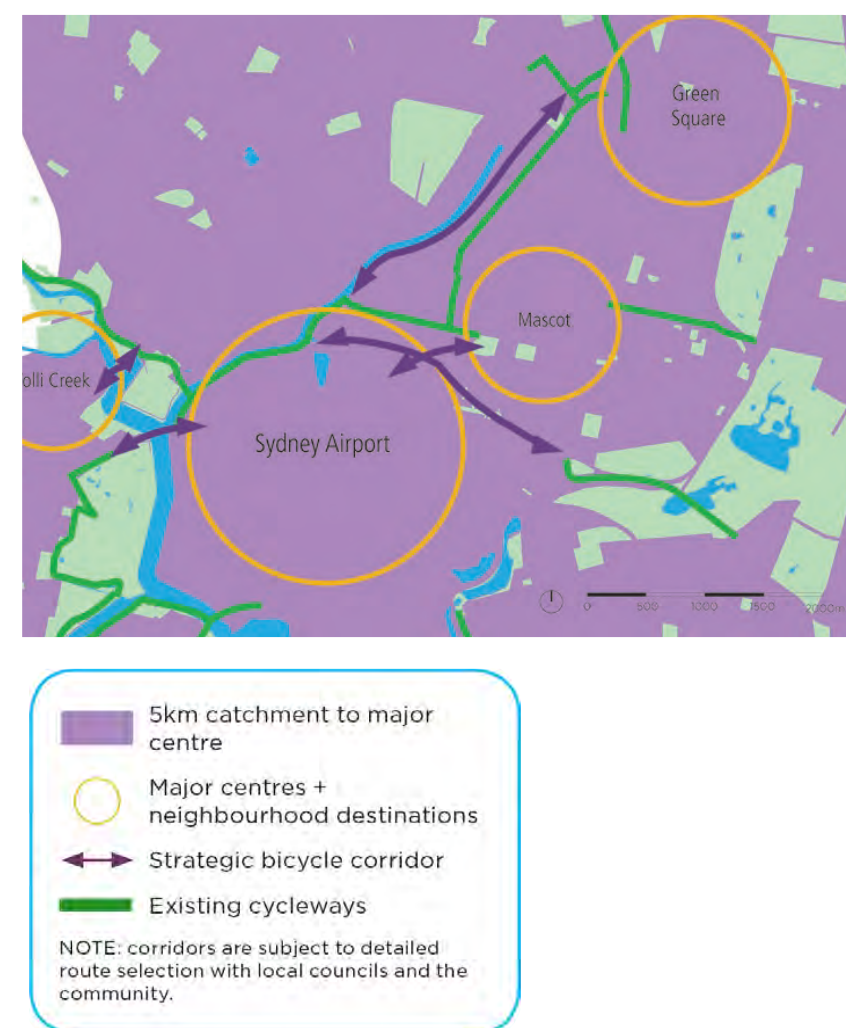 Green
Square
Mascot
olli Creek
Sydney Airport
0 500 1000 1500 2000m
5km catchment to major
centre
Major centres +
neighbourhood destinations
Strategic bicycle corridor
Existing cycleways
NOTE: corridors are subject to detailed
route selection with local councils and the
community.